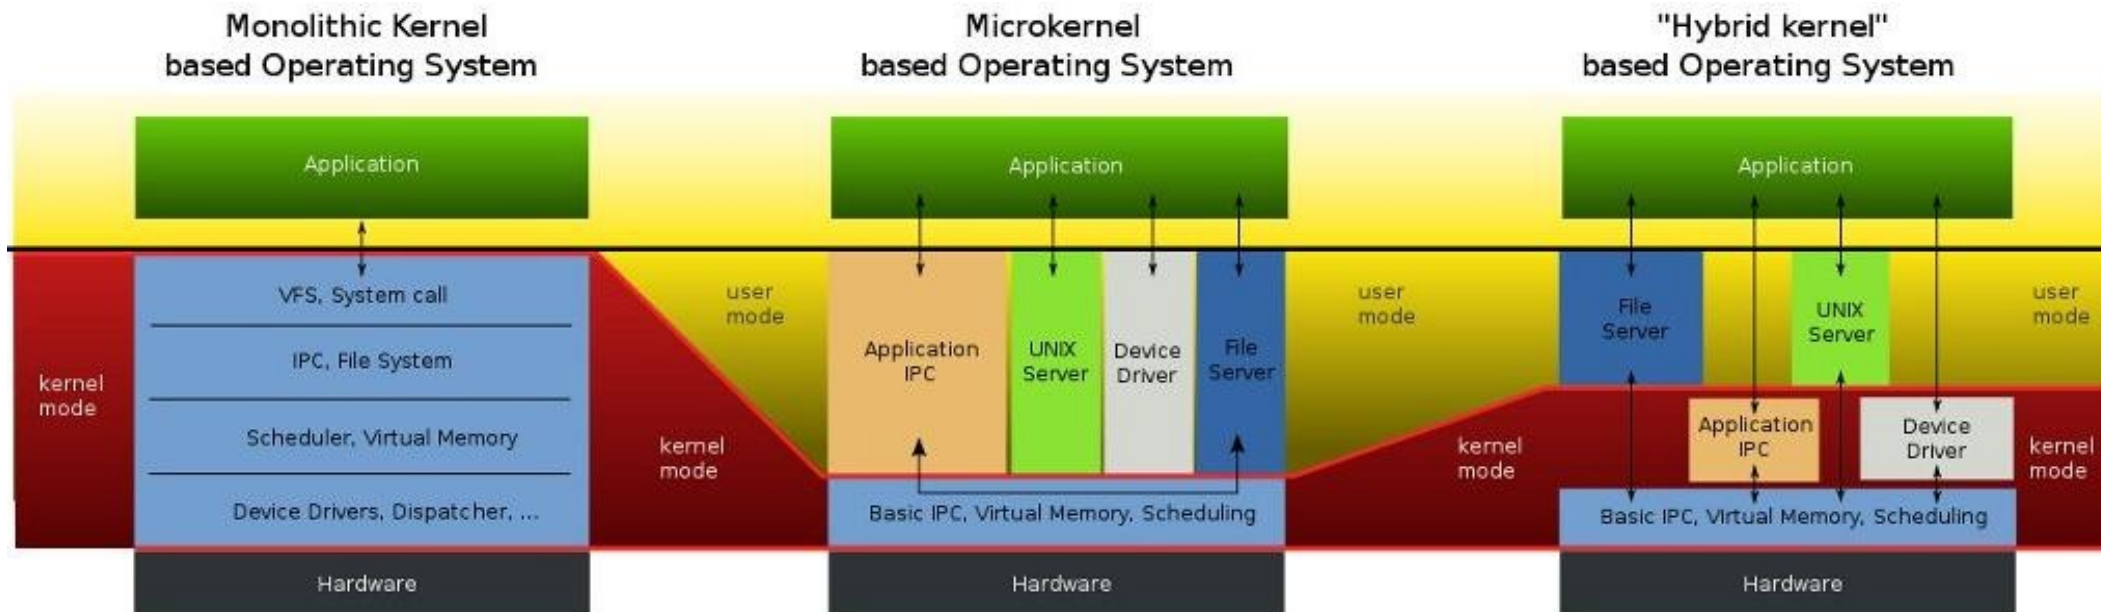 Monolithic Kernel
based Operating System
Microkernel
based Operating System
"Hybrid kernel"
based Operating System
Application
Application
Application
kernel
mode
VFS, System call
IPC, File System
Scheduler, Virtual Memory
Device Drivers, Dispatcher, ...
Hardware
kernel
mode
user
mode
Application
IPC
UNIX
Server
Device
Driver
File
Server
Basic IPC, Virtual Memory, Scheduling
Hardware
user
mode
kernel
mode
File
Server
UNIX
Server
Application
IPC
Device
Driver
Basic IPC, Virtual Memory, Scheduling
Hardware
user
mode
kernel
mode